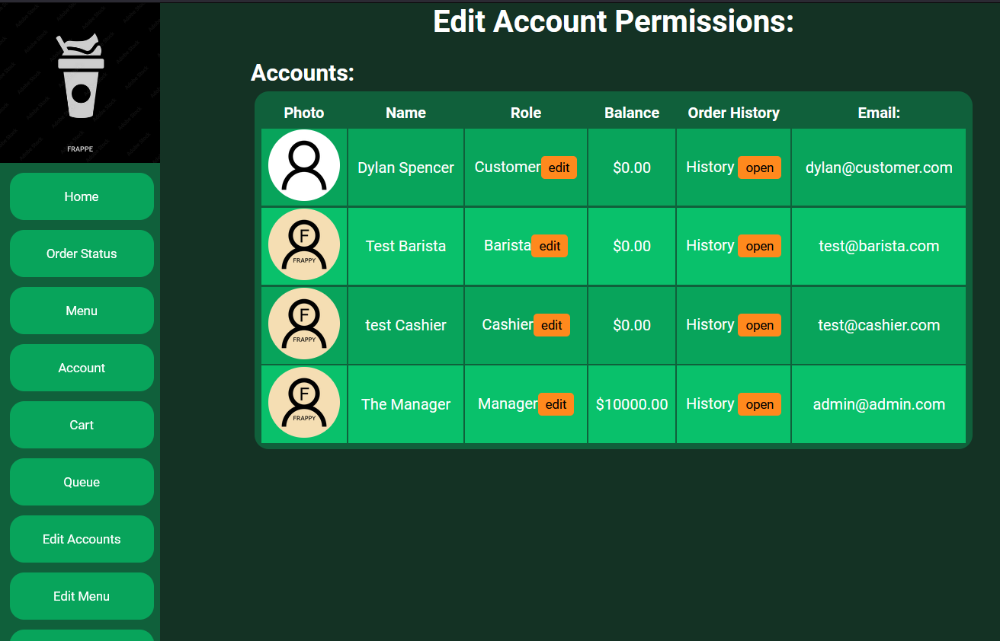 Edit Account Permissions:
Accounts:
FRAPPE
Home
Order Status
Menu
Account
Cart
Queue
Edit Accounts
Edit Menu
Photo Name Role Balance Order History Email:
Dylan Spencer Customer edit $0.00 History open dylan@customer.com
F
FRAPPY
Test Barista Barista edit $0.00 History open test@barista.com
F
FRAPPY
test Cashier Cashier edit $0.00 History open test@cashier.com
F
FRAPPY
The Manager Manager edit $10000.00 History open admin@admin.com